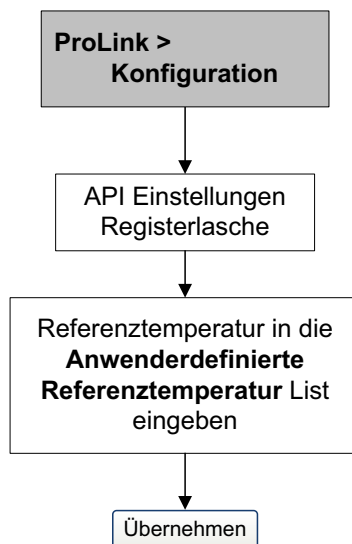 ProLink >
Konfiguration
API Einstellungen
Registerlasche
Referenztemperatur in die
Anwenderdefinierte
Referenztemperatur List
eingeben
Übernehmen